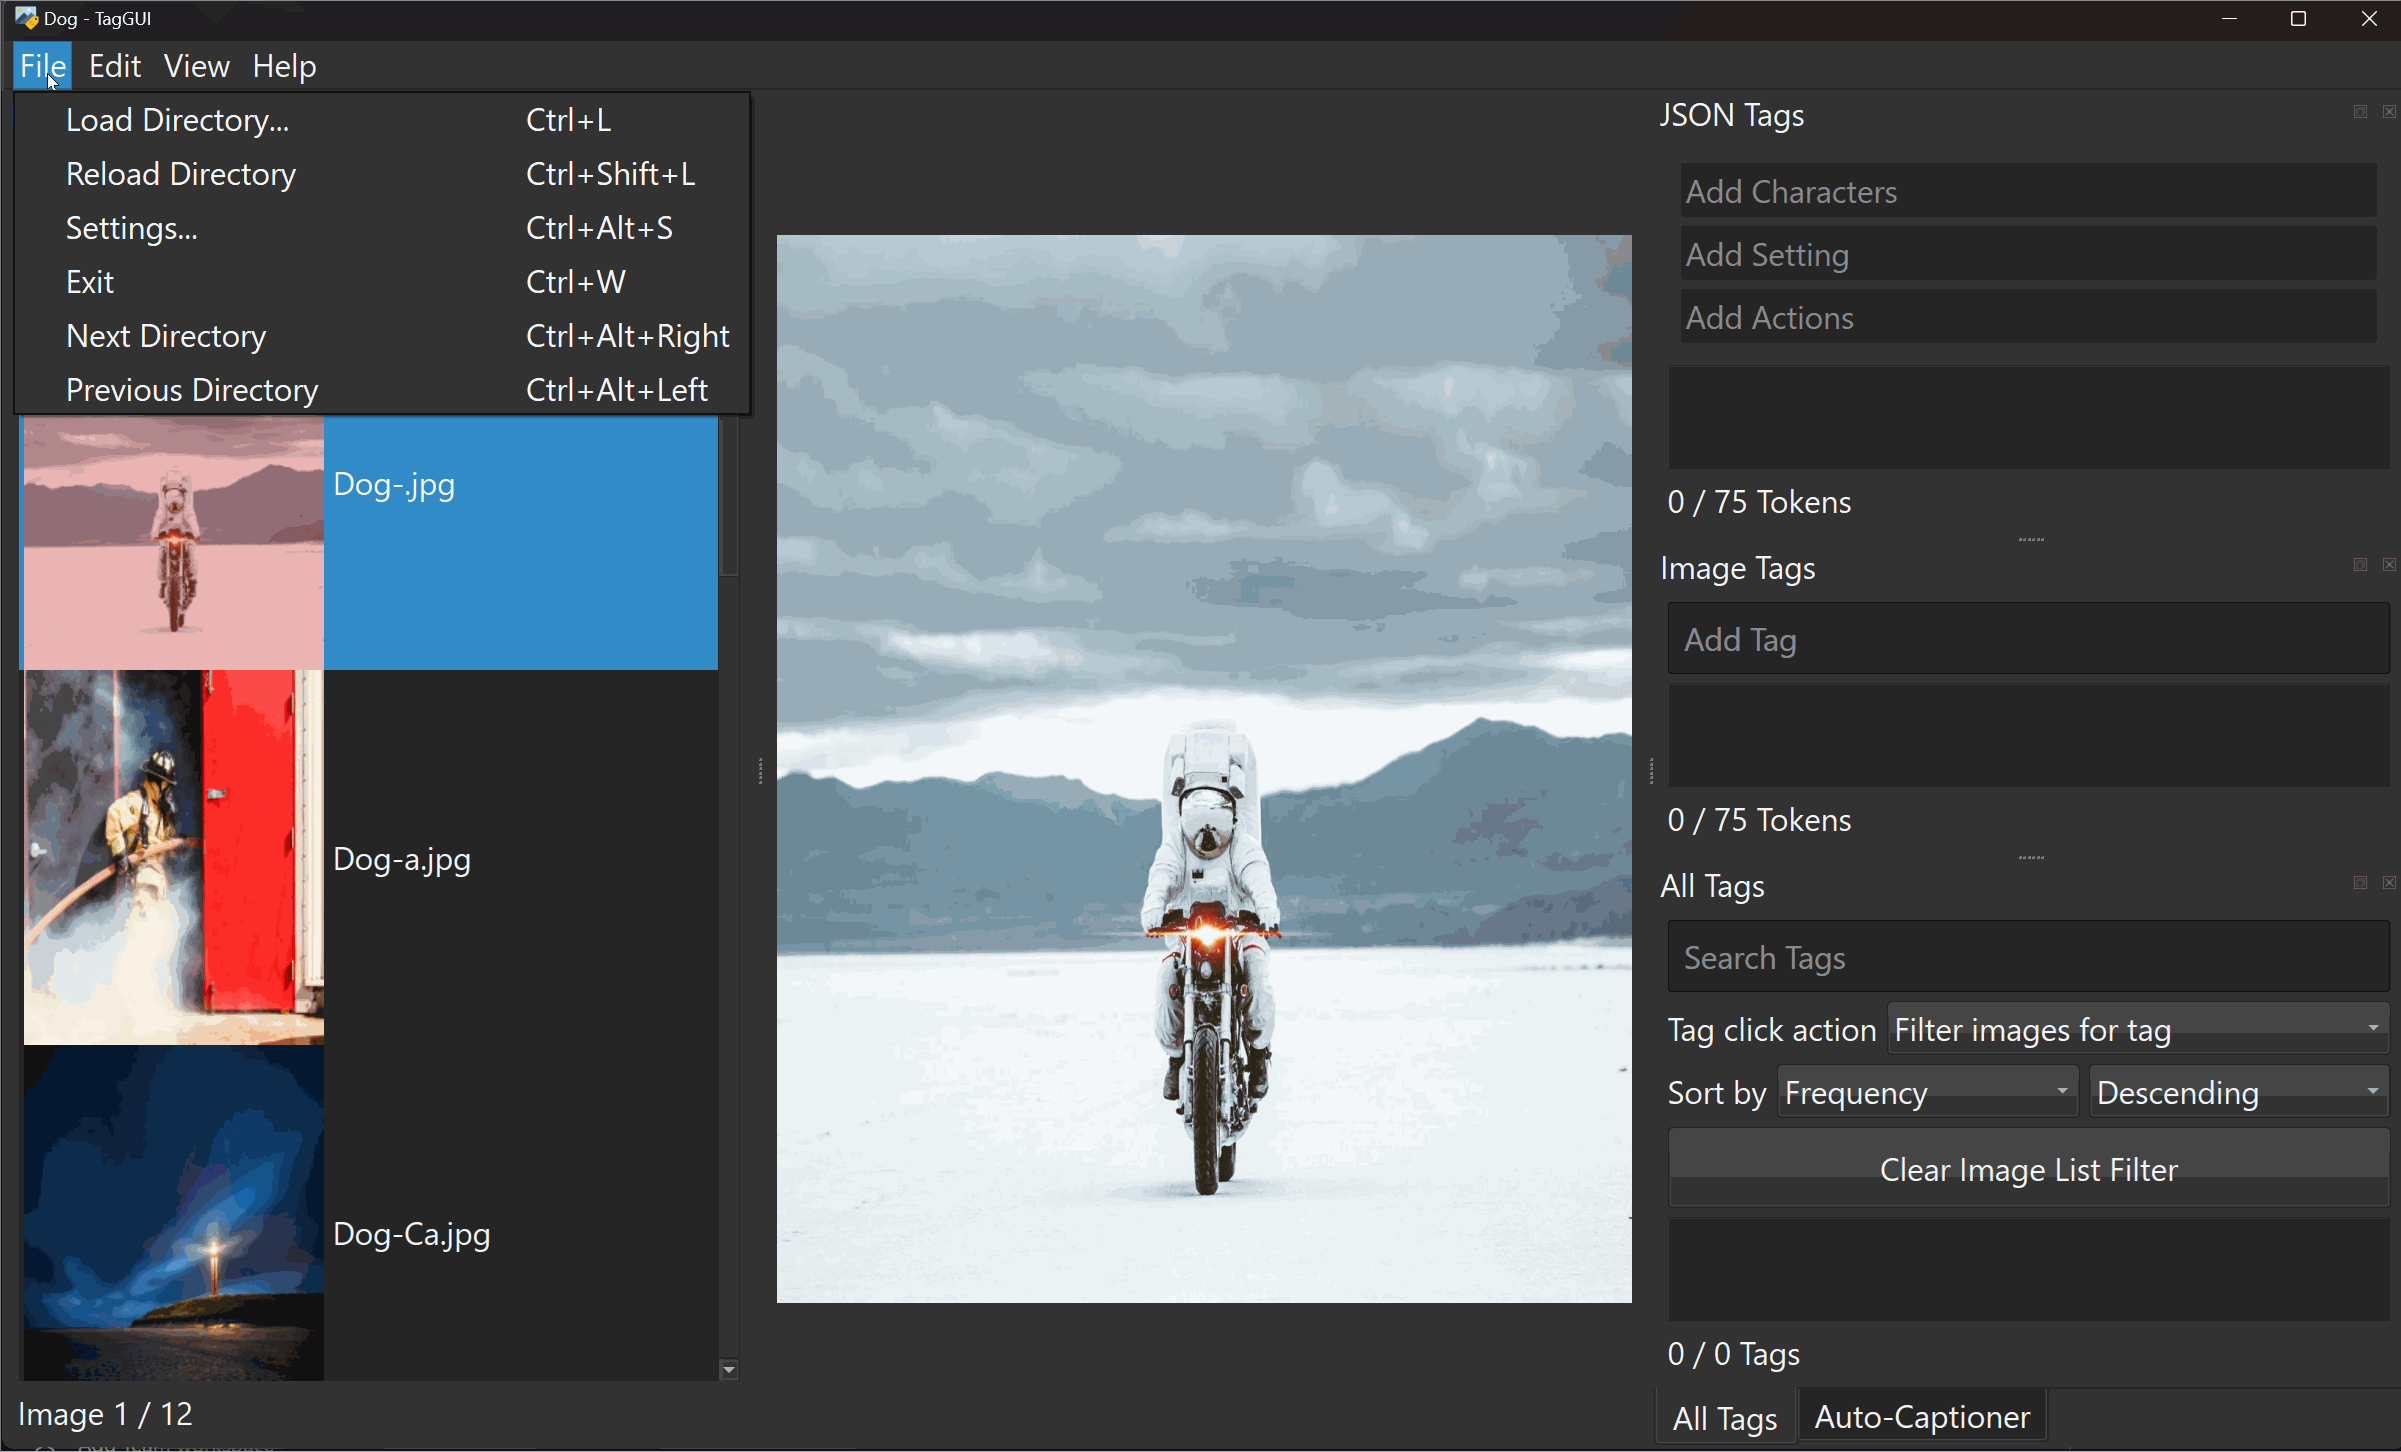 Dog - TagGUI
File Edit View Help
Load Directory... Ctrl+L
Reload Directory Ctrl+Shift+L
Settings... Ctrl+Alt+S
Exit Ctrl+W
Next Directory Ctrl+Alt+Right
Previous Directory Ctrl+Alt+Left
Dog-.jpg
Dog-a.jpg
Dog-Ca.jpg
Image 1 / 12
JSON Tags
Add Characters
Add Setting
Add Actions
0 / 75 Tokens
Image Tags
Add Tag
0 / 75 Tokens
All Tags
Search Tags
Tag click action Filter images for tag
Sort by Frequency Descending
Clear Image List Filter
0 / 0 Tags
All Tags Auto-Captioner